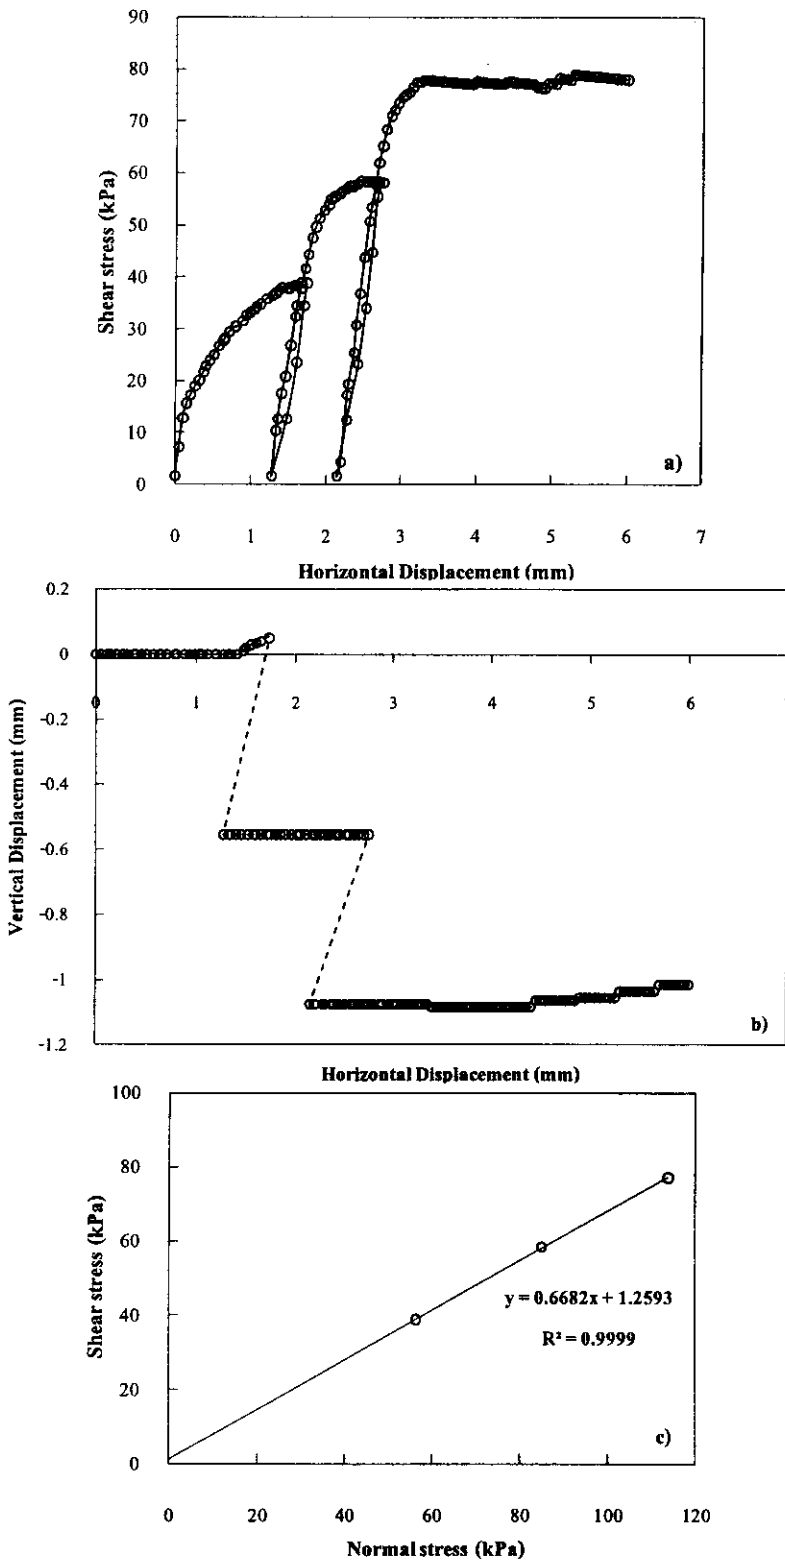 90
80
70
60
50
40
30
20
10
0
Shear stress (kPa)
a)
0 1 2 3 4 5 6 7
Horizontal Displacement (mm)
0.2
0
-0.2
-0.4
-0.6
-0.8
-1
-1.2
Vertical Displacement (mm)
0 1 2 3 4 5 6
b)
Horizontal Displacement (mm)
100
80
60
40
20
0
Shear stress (kPa)
y = 0.6682x + 1.2593
R² = 0.9999
c)
0 20 40 60 80 100 120
Normal stress (kPa)